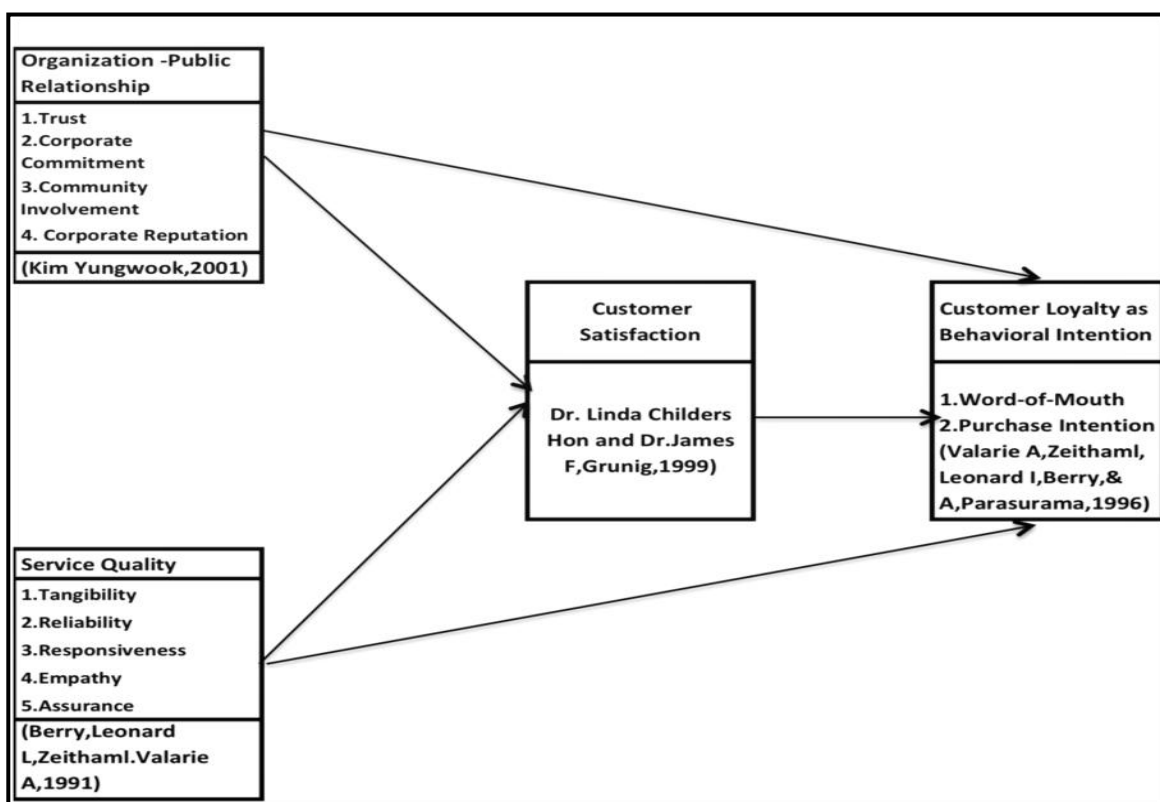 Organization -Public
Relationship
1.Trust
2.Corporate
Commitment
3.Community
Involvement
4. Corporate Reputation
(Kim Yungwook,2001)
Customer
Satisfaction
Dr. Linda Childers
Hon and Dr.James
F,Grunig,1999)
Customer Loyalty as
Behavioral Intention
1.Word-of-Mouth
2.Purchase Intention
(Valarie A,Zeithaml,
Leonard I,Berry,&
A,Parasurama,1996)
Service Quality
1.Tangibility
2.Reliability
3.Responsiveness
4.Empathy
5.Assurance
(Berry,Leonard
L,Zeithaml.Valarie
A,1991)